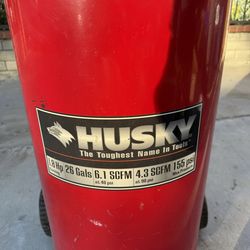 HUSKY
The Toughest Name In Tools
1.8 Hp 26 Gals 6.1 SCFM 4.3 SCFM 155 psi
at. 40 psi at. 90 psi